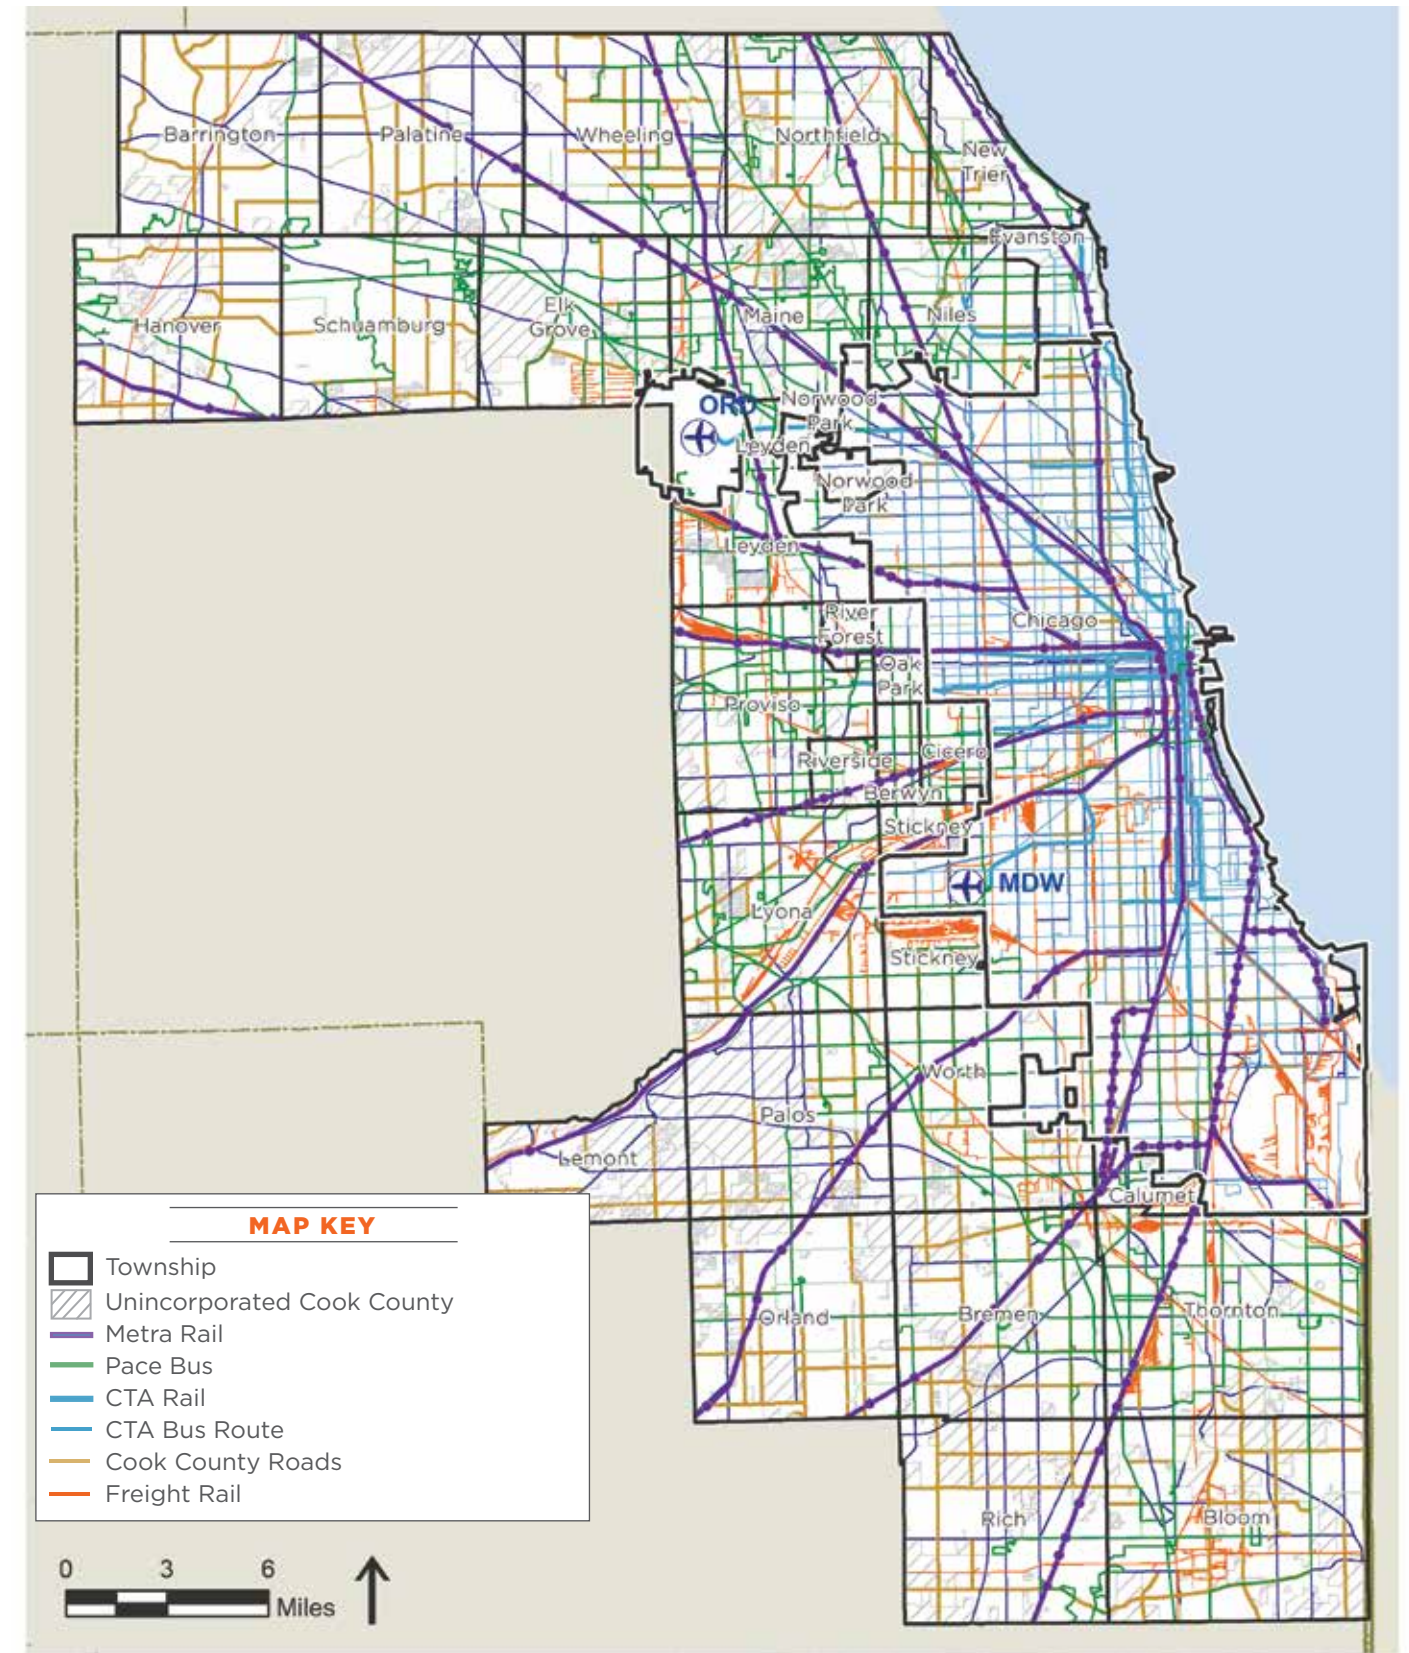 Barrington
Palatine
Wheeling
Northfield
New
Trier
Evanston
Hanover
Schuamburg
Elk
Grove
Maine
Niles
ORD
Norwood
Park
Leyden
Norwood
Park
Leyden
River
Forest
Chicago
Oak
Park
Proviso
Riverside
Cicero
Berwyn
Stickney
MDW
Lyona
Stickney
Worth
Palos
Lemont
Calumet
MAP KEY
Township
Unincorporated Cook County
Metra Rail
Pace Bus
CTA Rail
CTA Bus Route
Cook County Roads
Freight Rail
Orland
Bremen
Thornton
Rich
Bloom
0 3 6
Miles